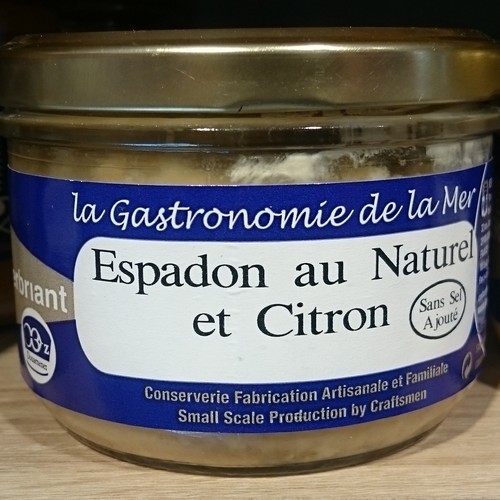 la Gastronomie de la Mer
Espadon au Naturel
et Citron
Sans Sel
Ajouté
Conserverie Fabrication Artisanale et Familiale
Small Scale Production by Craftsmen